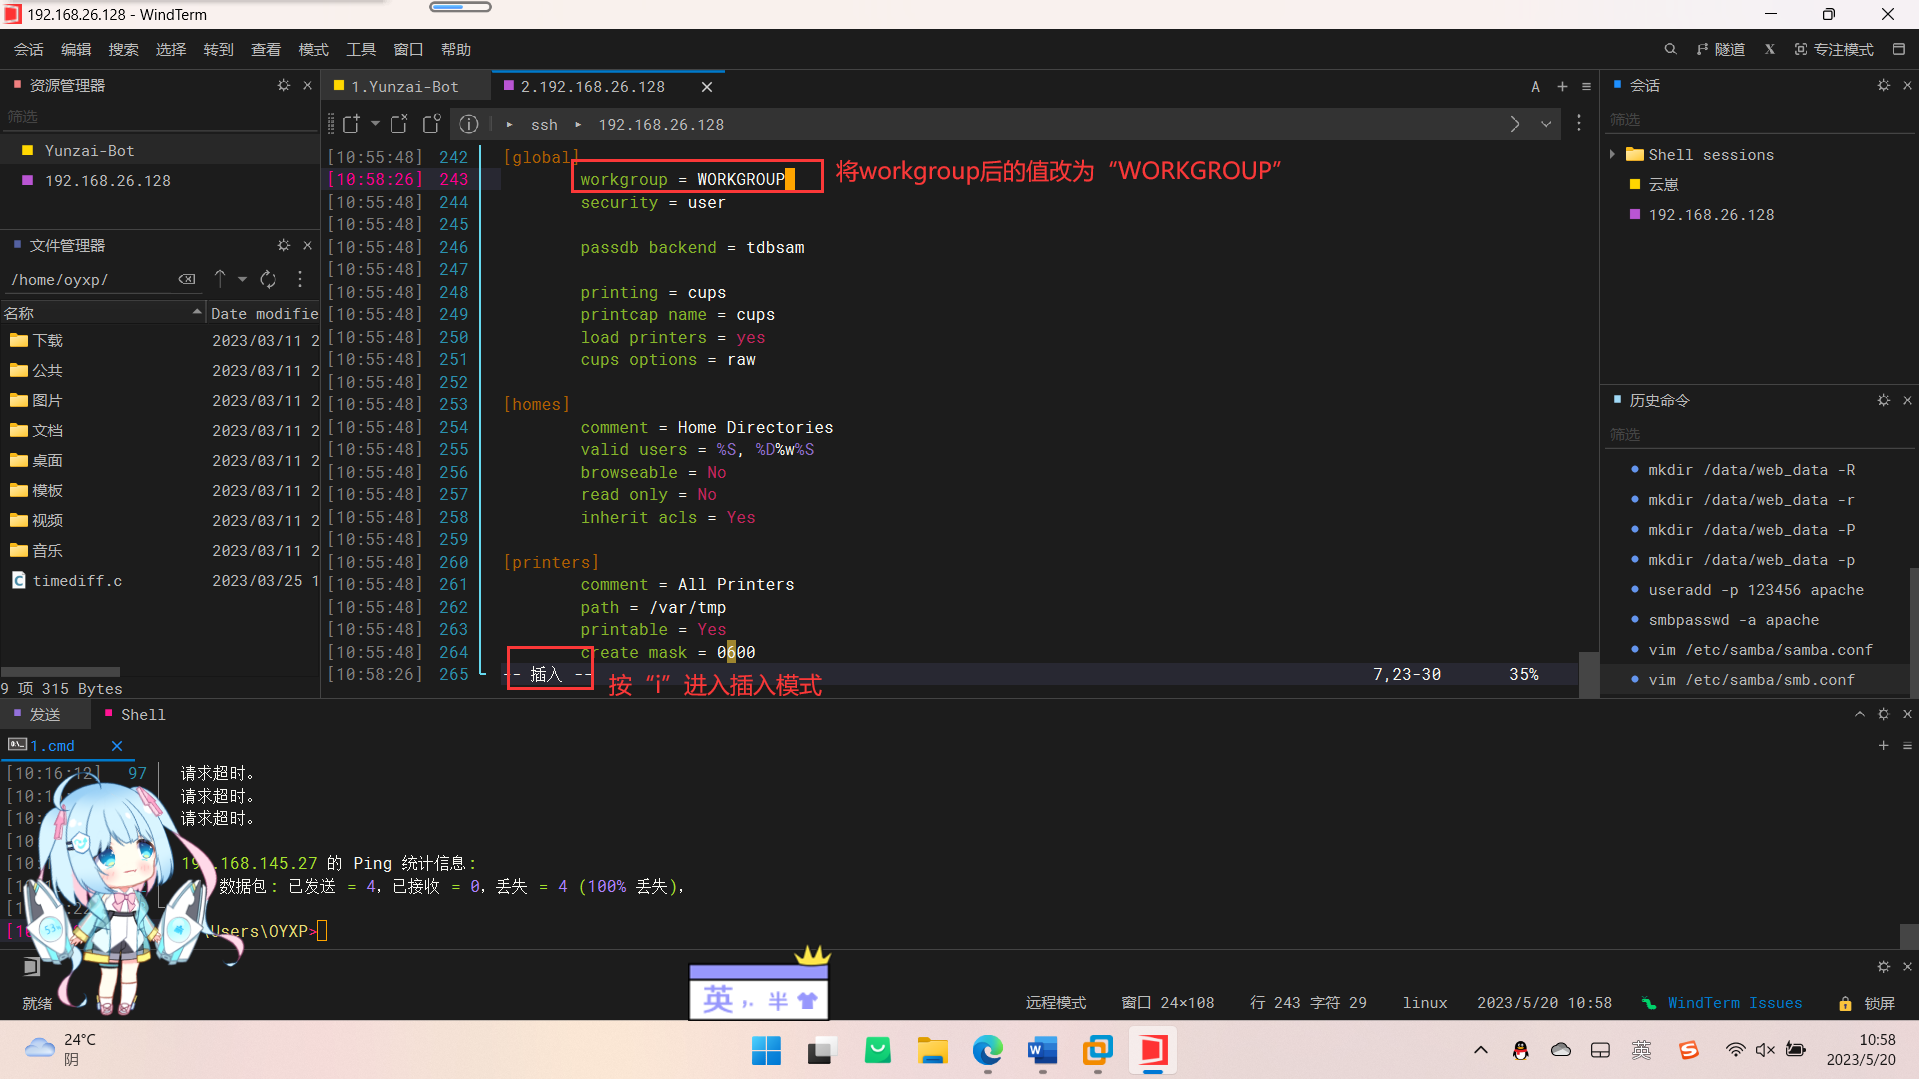 192.168.26.128 - WindTerm
会话 编辑 搜索 选择 转到 查看 模式 工具 窗口 帮助
隧道 X 专注模式
资源管理器
筛选
Yunzai-Bot
192.168.26.128
文件管理器
/home/oyxp/
名称 Date modifie
下载 2023/03/11 2
公共 2023/03/11 2
图片 2023/03/11 2
文档 2023/03/11 2
桌面 2023/03/11 2
模板 2023/03/11 2
视频 2023/03/11 2
音乐 2023/03/11 2
timediff.c 2023/03/25 1
9 项 315 Bytes
1.Yunzai-Bot 2.192.168.26.128
A
ssh 192.168.26.128
[10:55:48] 242 [global]
[10:58:26] 243 workgroup = WORKGROUP
将workgroup后的值改为“WORKGROUP”
[10:55:48] 244 security = user
[10:55:48] 245
[10:55:48] 246 passdb backend = tdbsam
[10:55:48] 247
[10:55:48] 248 printing = cups
[10:55:48] 249 printcap name = cups
[10:55:48] 250 load printers = yes
[10:55:48] 251 cups options = raw
[10:55:48] 252
[10:55:48] 253 [homes]
[10:55:48] 254 comment = Home Directories
[10:55:48] 255 valid users = %S, %D%w%S
[10:55:48] 256 browseable = No
[10:55:48] 257 read only = No
[10:55:48] 258 inherit acls = Yes
[10:55:48] 259
[10:55:48] 260 [printers]
[10:55:48] 261 comment = All Printers
[10:55:48] 262 path = /var/tmp
[10:55:48] 263 printable = Yes
[10:55:48] 264 create mask = 0600
[10:58:26] 265 -- 插入 -- 7,23-30 35%
按“i”进入插入模式
会话
筛选
Shell sessions
云崽
192.168.26.128
历史命令
筛选
mkdir /data/web_data -R
mkdir /data/web_data -r
mkdir /data/web_data -P
mkdir /data/web_data -p
useradd -p 123456 apache
smbpasswd -a apache
vim /etc/samba/samba.conf
vim /etc/samba/smb.conf
发送 Shell
1.cmd
[10:16:12] 97 请求超时。
请求超时。
请求超时。
.168.145.27 的 Ping 统计信息:
数据包: 已发送 = 4，已接收 = 0，丢失 = 4 (100% 丢失)，
\Users\OYXP>
53%
英 半
就绪 远程模式 窗口 24×108 行 243 字符 29 linux 2023/5/20 10:58 WindTerm Issues 锁屏
24°C
阴
英
10:58
2023/5/20